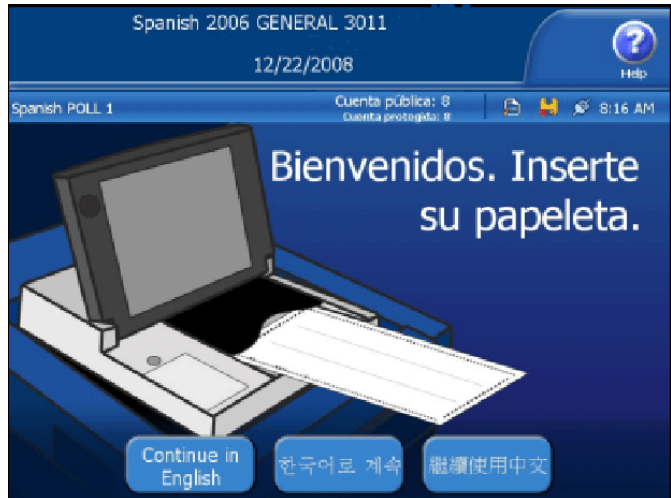 Spanish 2006 GENERAL 3011
12/22/2008
Help
Spanish POLL 1
Cuenta pública: 8
Cuenta protegida: 8
8:16 AM
Bienvenidos. Inserte
su papeleta.
Continue in
English
한국어로 계속
繼續使用中文